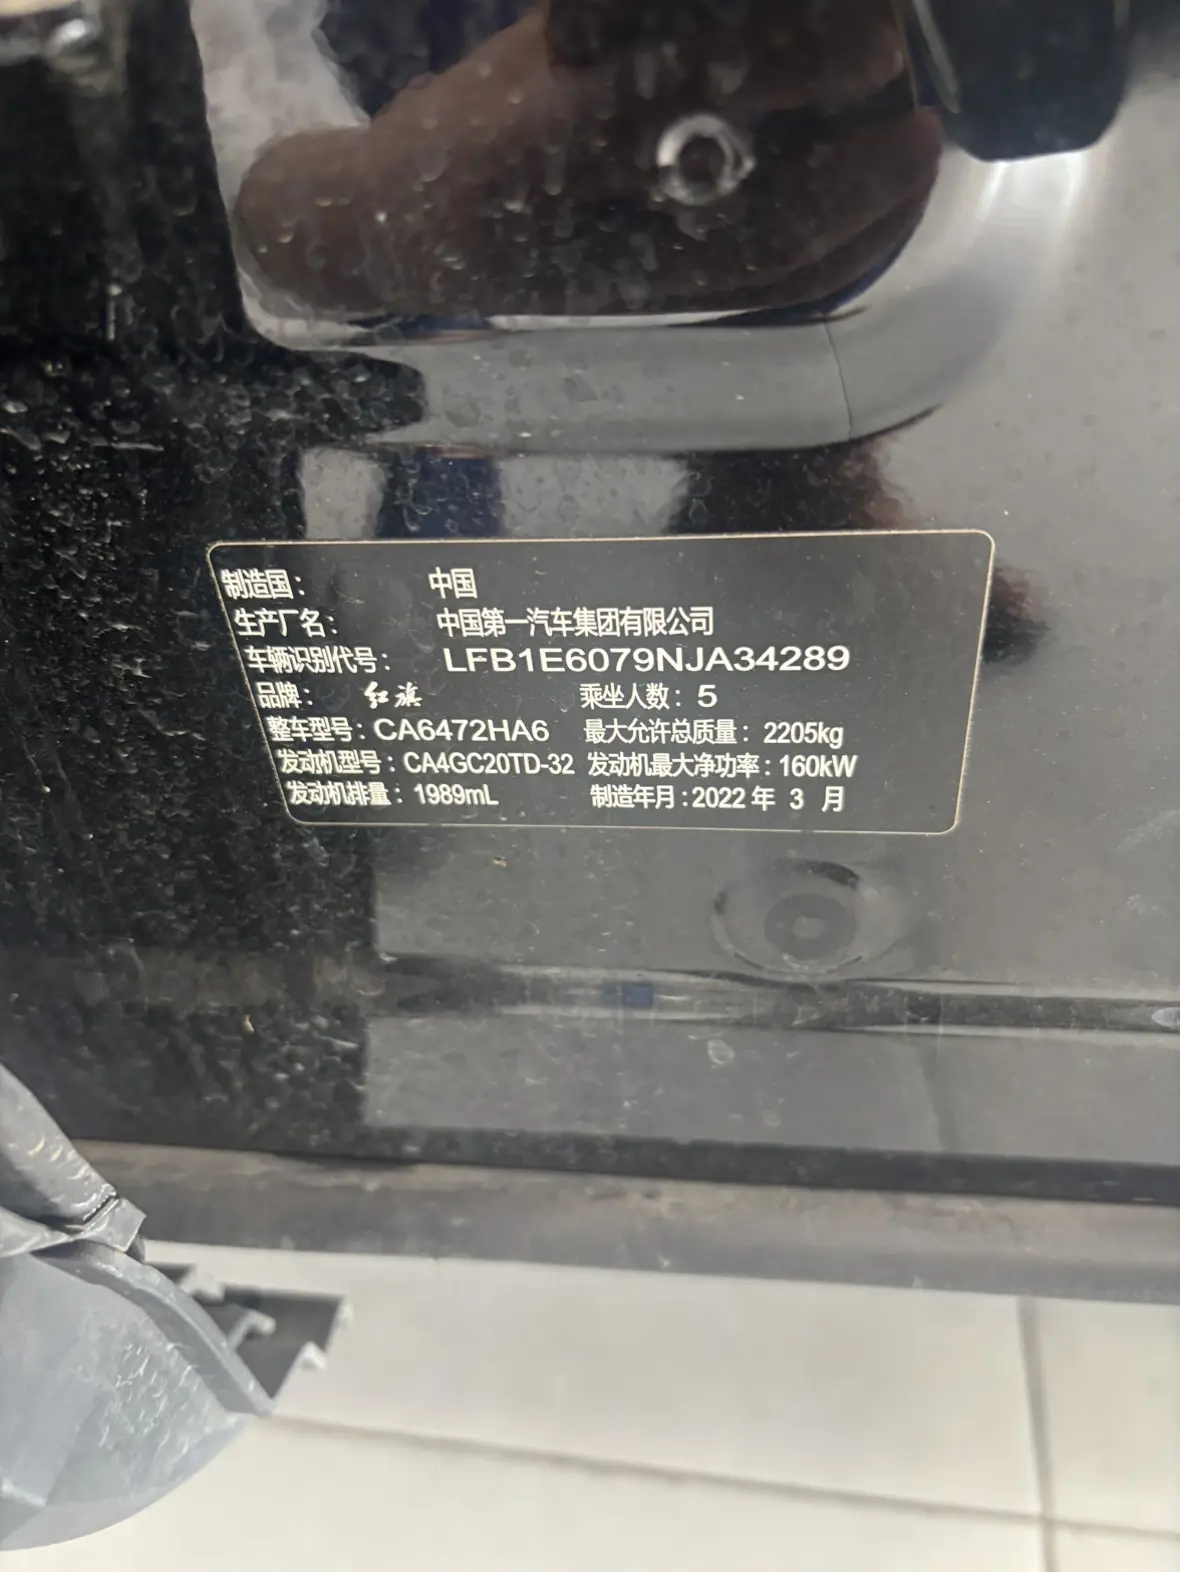 制造国： 中国
生产厂名： 中国第一汽车集团有限公司
车辆识别代号： LFB1E6079NJA34289
品牌： 红旗 乘坐人数：5
整车型号：CA6472HA6 最大允许总质量：2205kg
发动机型号：CA4GC20TD-32 发动机最大净功率：160kW
发动机排量：1989mL 制造年月：2022年 3 月